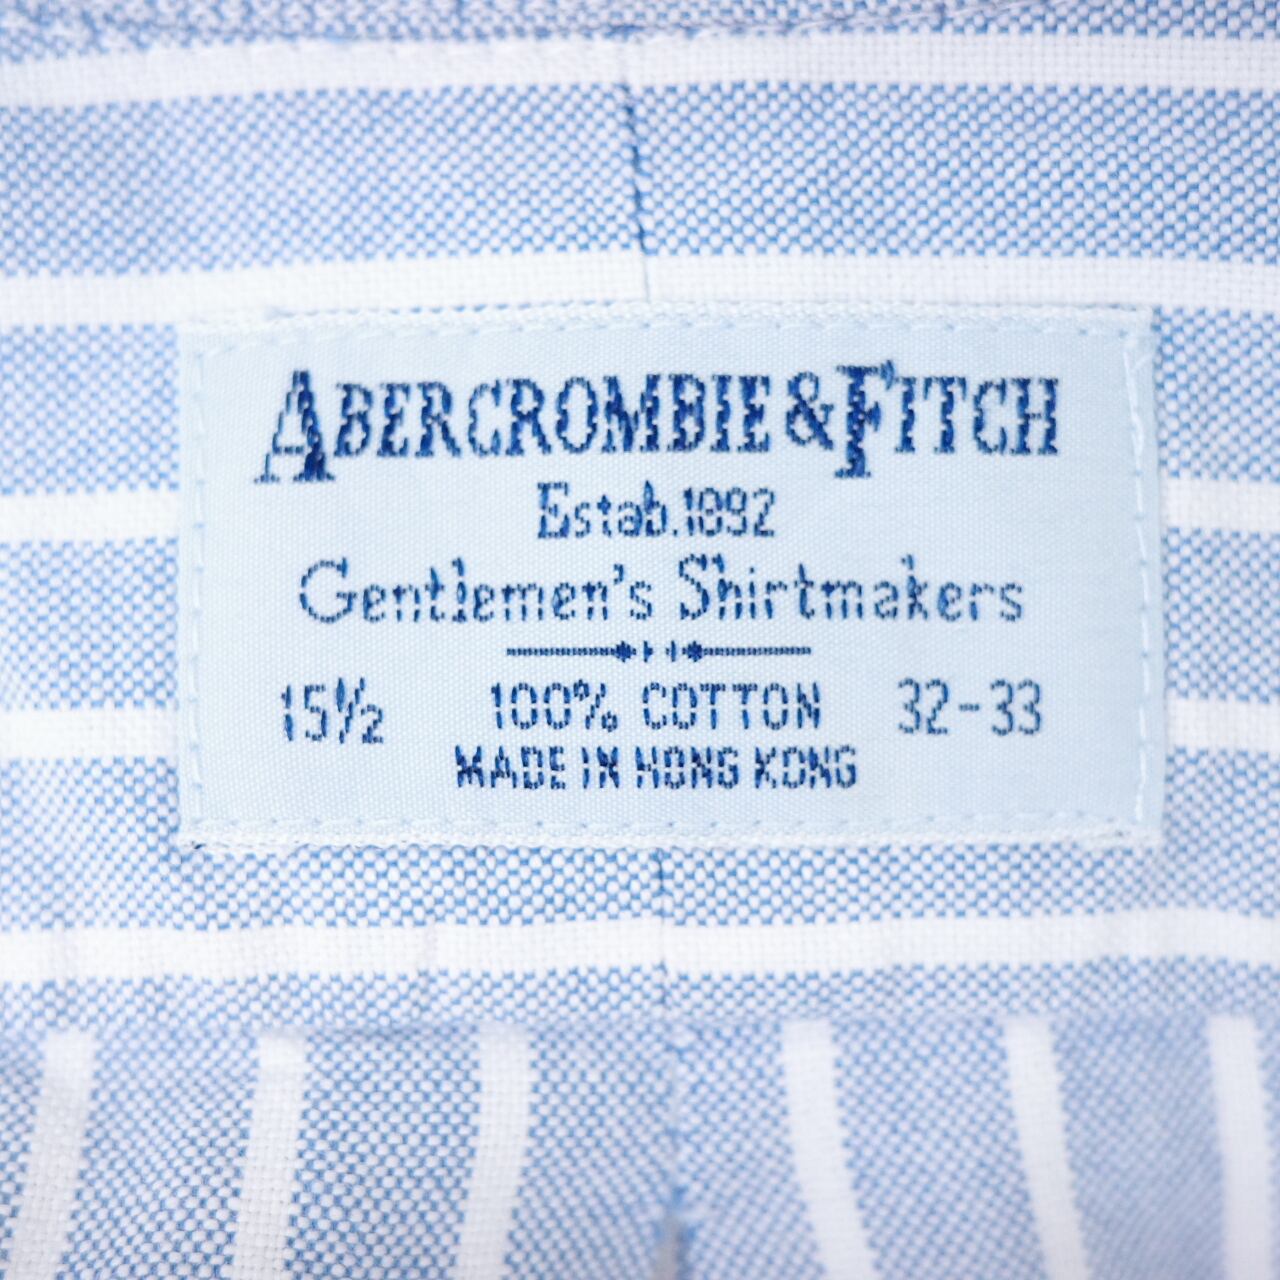 ABERCROMBIE & FITCH
Estab. 1892
Gentlemen's Shirtmakers
15½ 100% COTTON 32-33
MADE IN HONG KONG